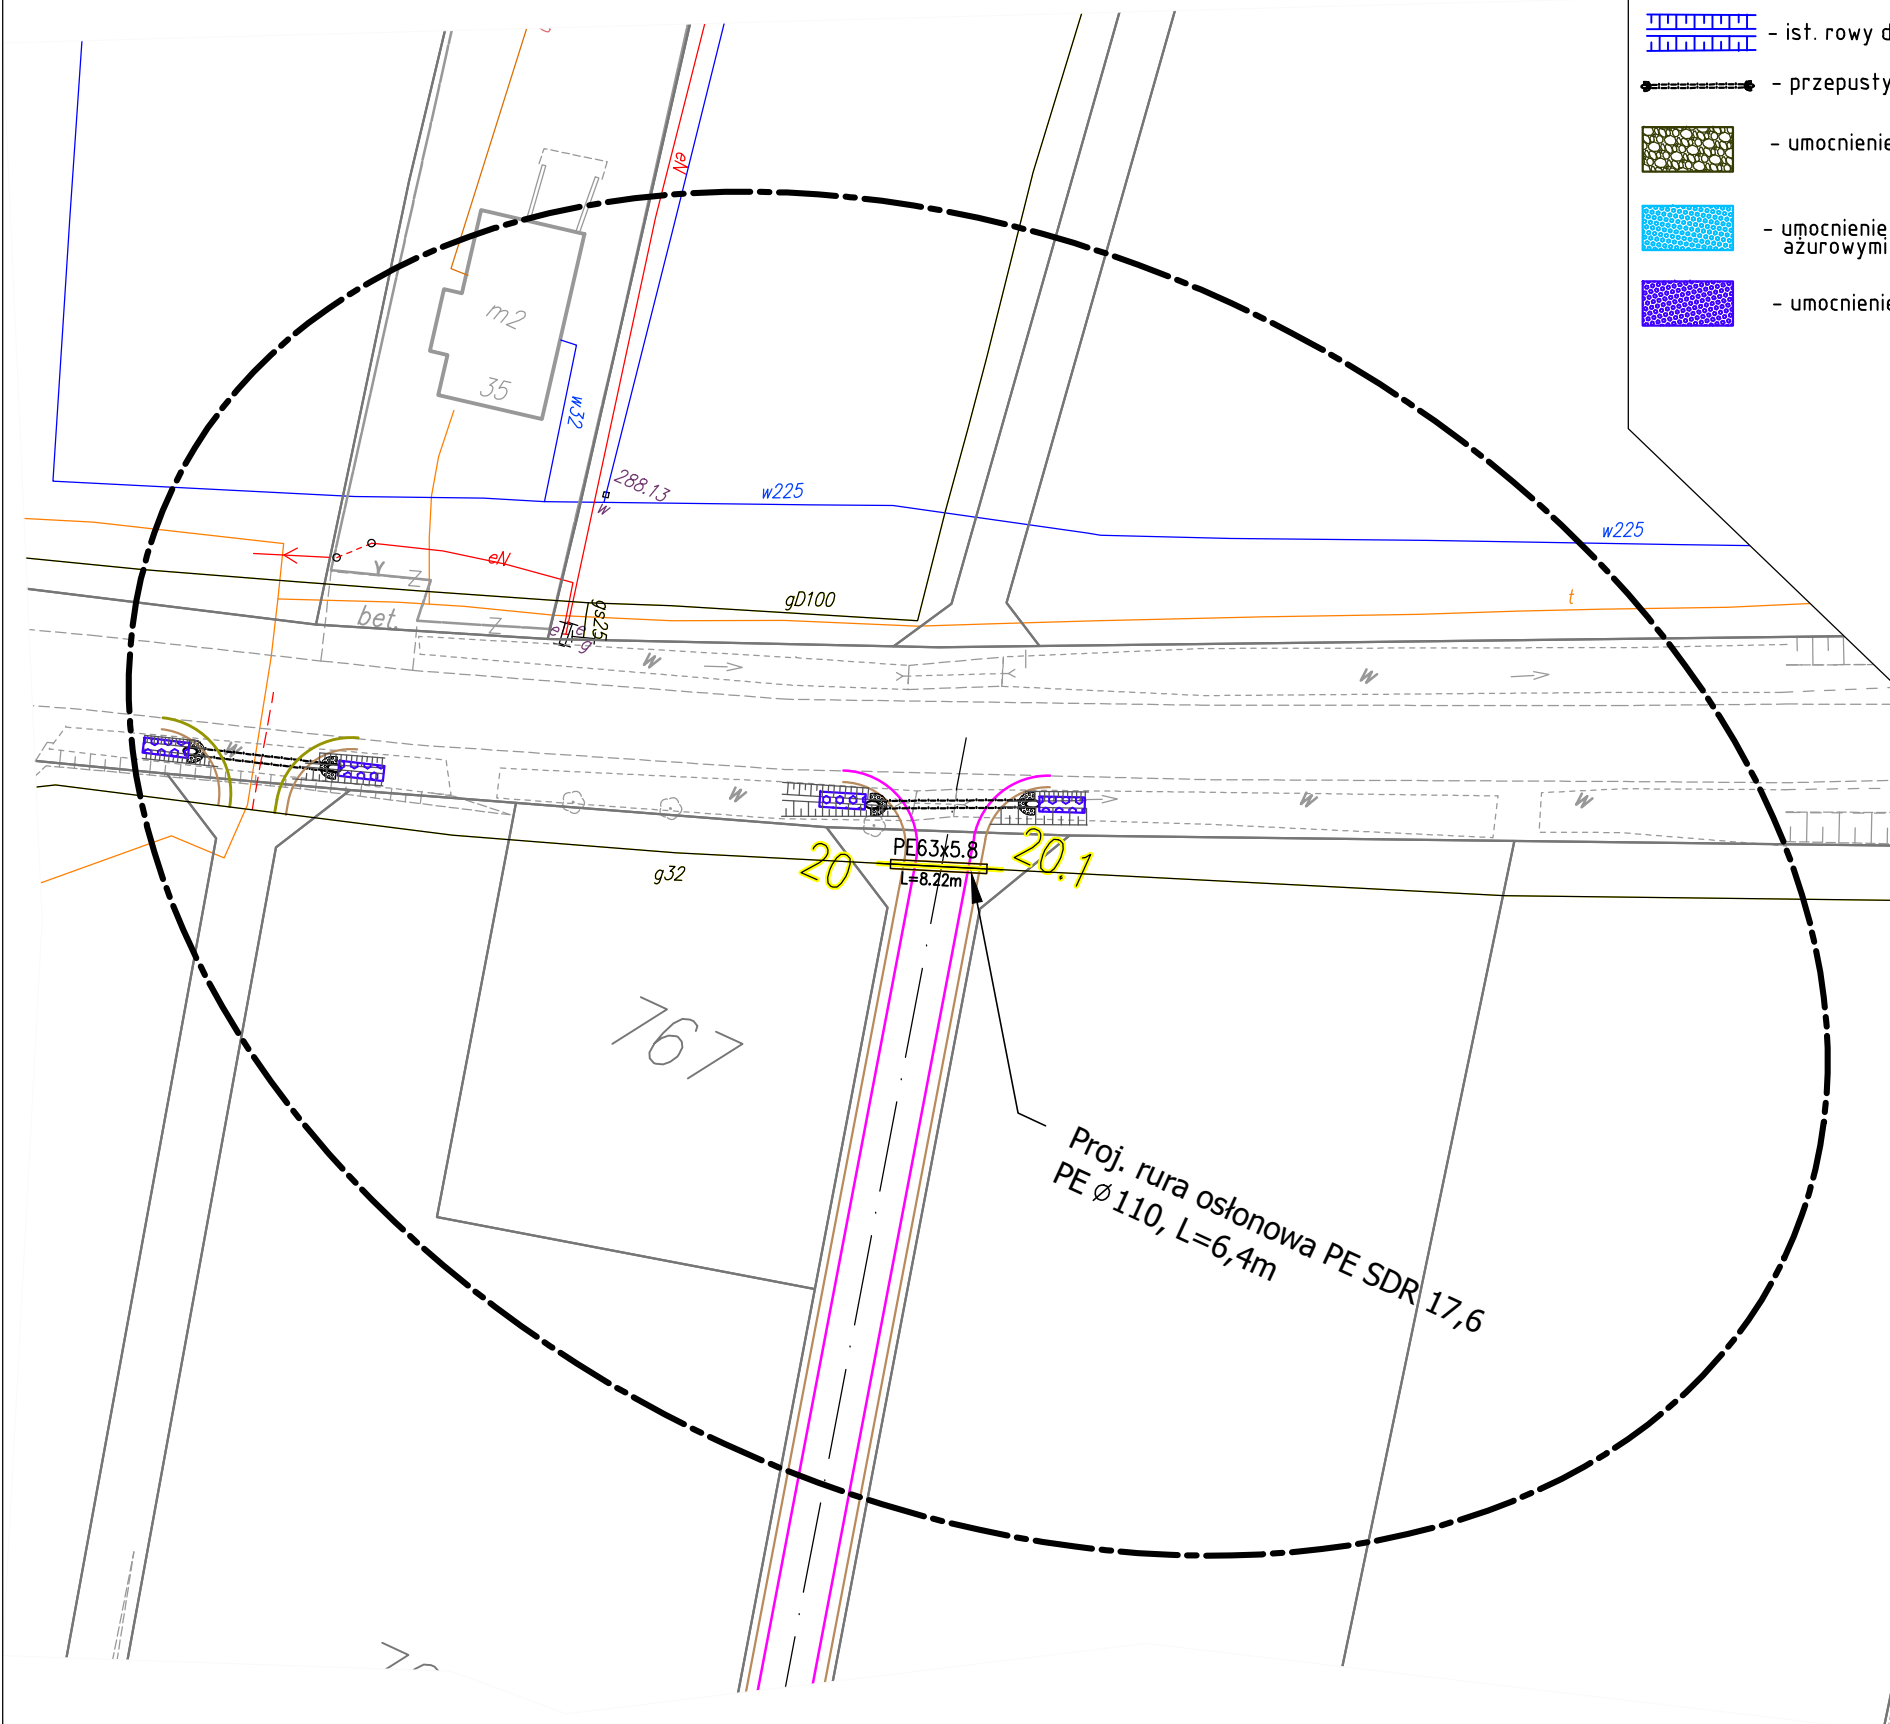 - ist. rowy
- przepusty
- umocnienie
- umocnienie
ażurowymi
- umocnienie
eN
m2
35
w32
288.13
w
w225
w225
eN
gD100
gs25
t
bet.
Z
Z
e
e
g
w
w
w
w
w
w
PE63x5.8
L=8.22m
20
20.1
g32
767
Proj. rura osłonowa PE SDR 17,6
PE Ø110, L=6,4m